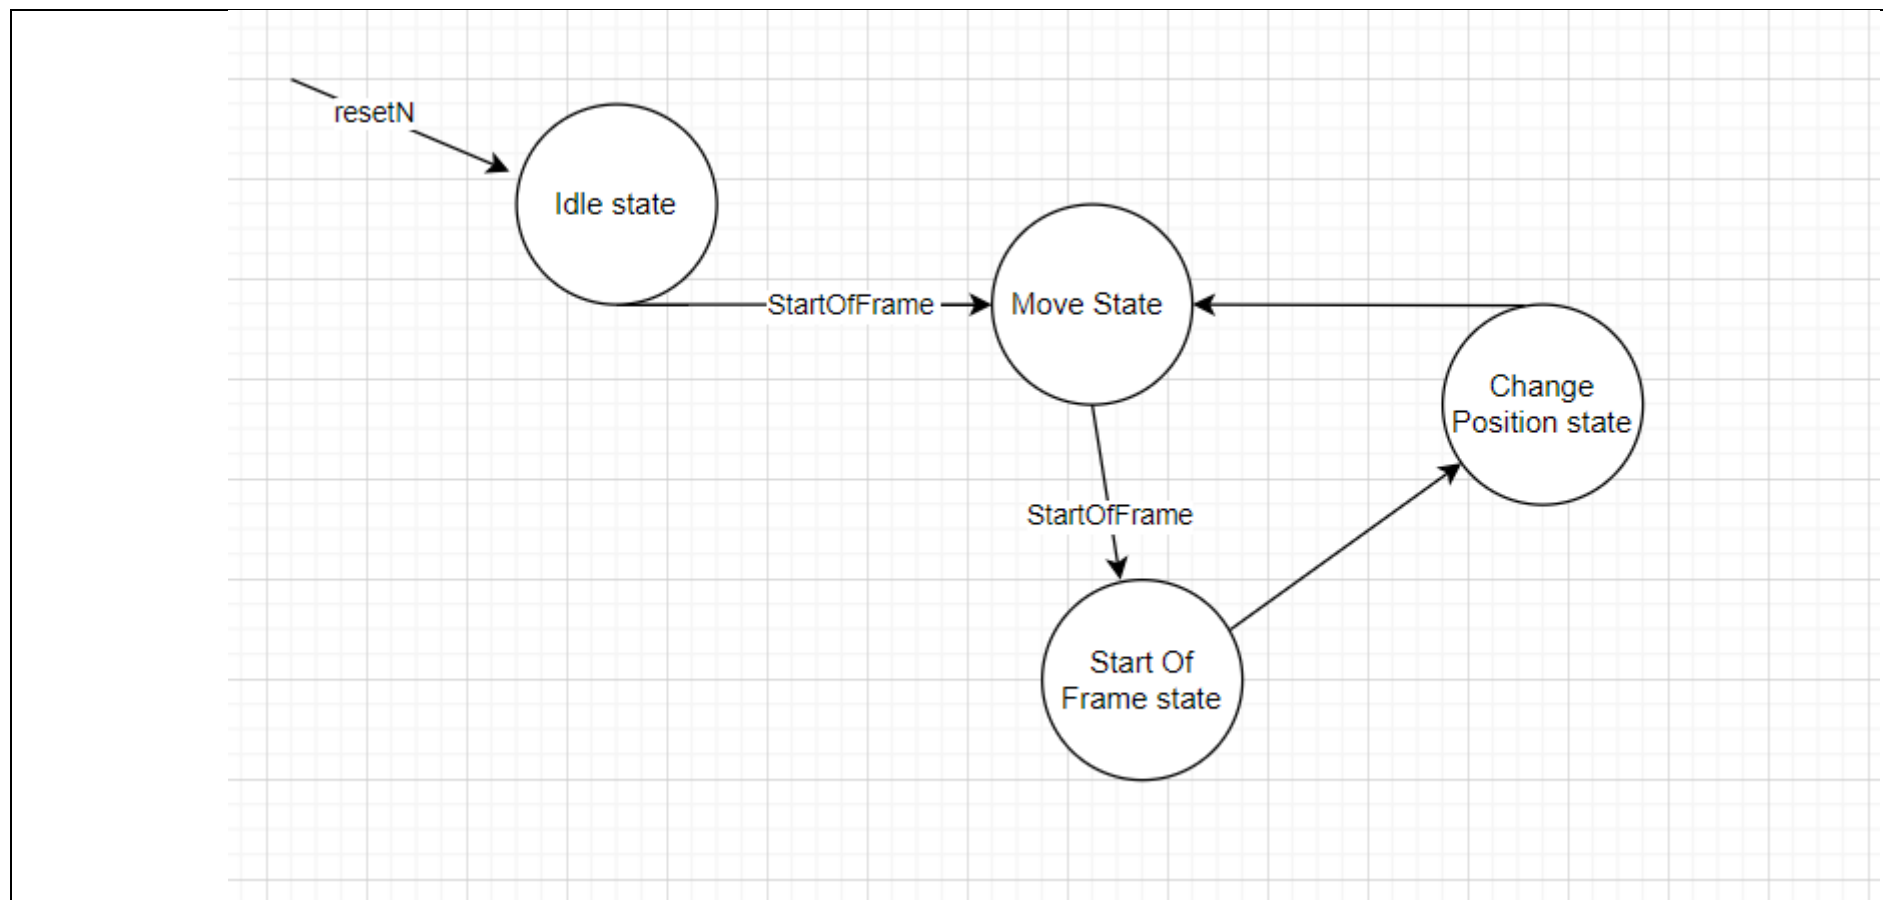 resetN
Idle state
StartOfFrame
Move State
Change
Position state
StartOfFrame
Start Of
Frame state